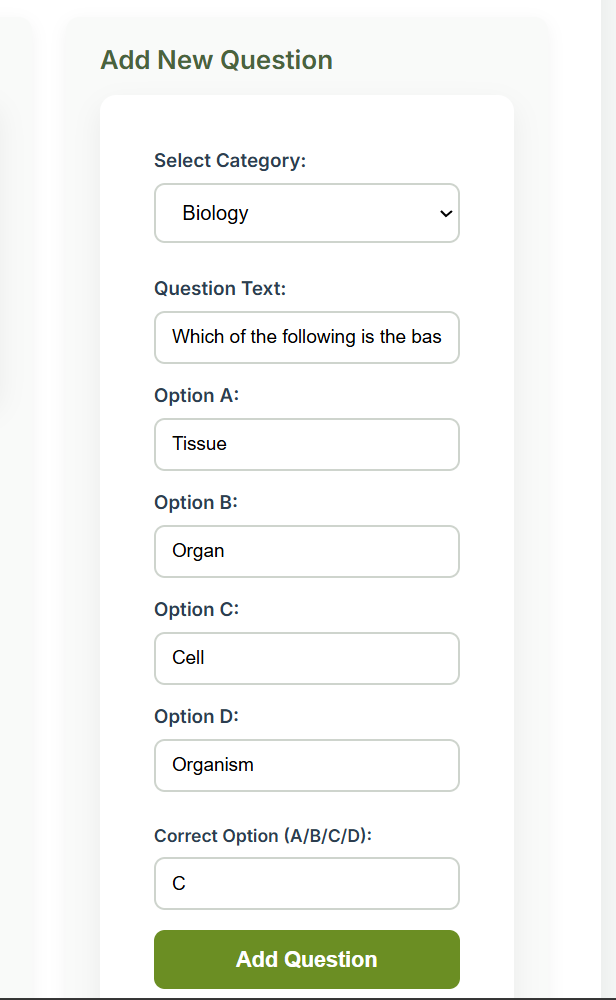 Add New Question
Select Category:
Biology
Question Text:
Which of the following is the bas
Option A:
Tissue
Option B:
Organ
Option C:
Cell
Option D:
Organism
Correct Option (A/B/C/D):
C
Add Question